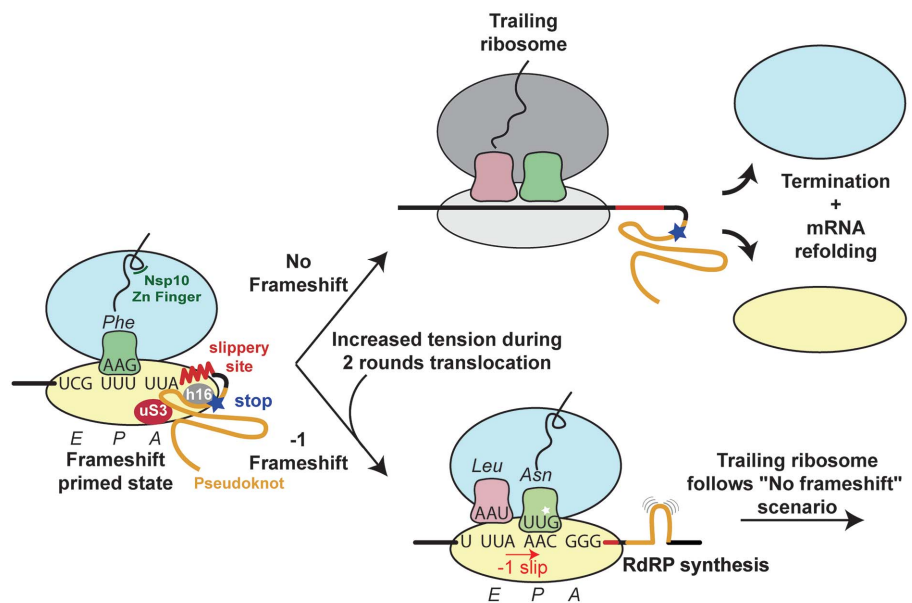 Trailing
ribosome
Termination
+
mRNA
refolding
No
Frameshift
Nsp10
Zn Finger
Phe
AAG
slippery
site
UCG UUU UUA
h16
stop
uS3
E P A
Frameshift
primed state
Pseudoknot
Increased tension during
2 rounds translocation
-1
Frameshift
Leu
Asn
AAU
UUG
U UUA AAC GGG
-1 slip
E P A
RdRP synthesis
Trailing ribosome
follows "No frameshift"
scenario